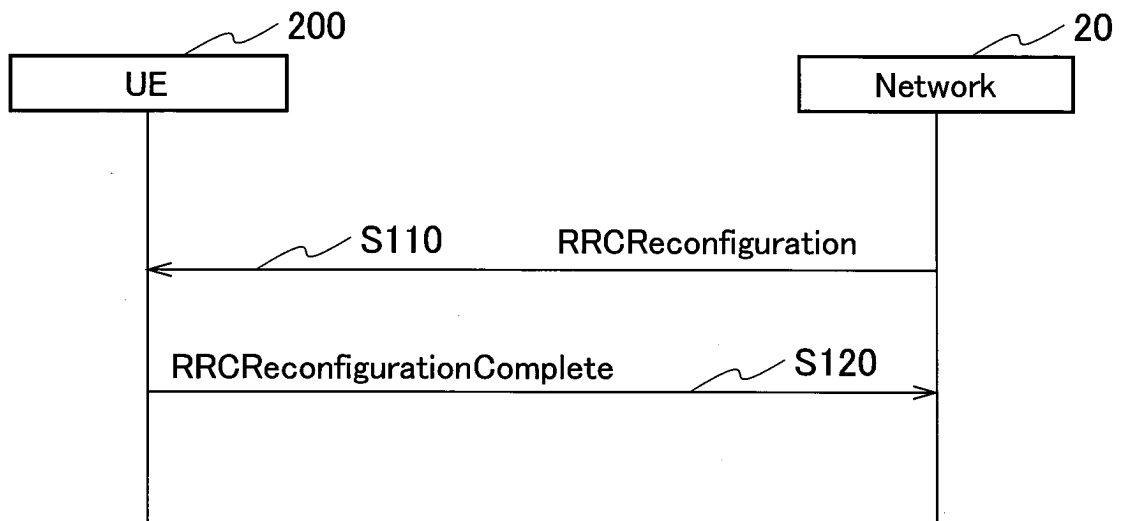 200
20
UE
Network
S110
RRCReconfiguration
RRCReconfigurationComplete
S120